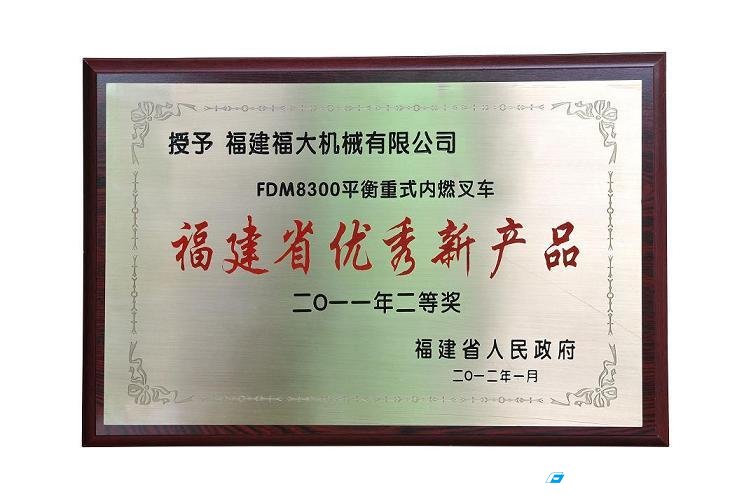 授予 福建福大机械有限公司
FDM8300平衡重式内燃叉车
福建省优秀新产品
二〇一一年二等奖
福建省人民政府
二〇一二年一月